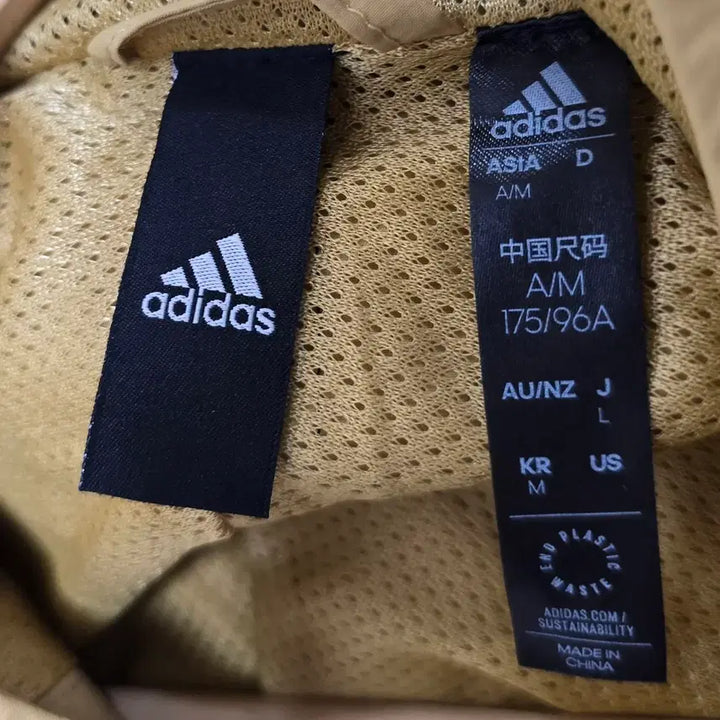 adidas
adidas
ASIA D
A/M
中国尺码
A/M
175/96A
AU/NZ J
L
KR US
M
END PLASTIC WASTE
ADIDAS.COM/
SUSTAINABILITY
MADE IN
CHINA